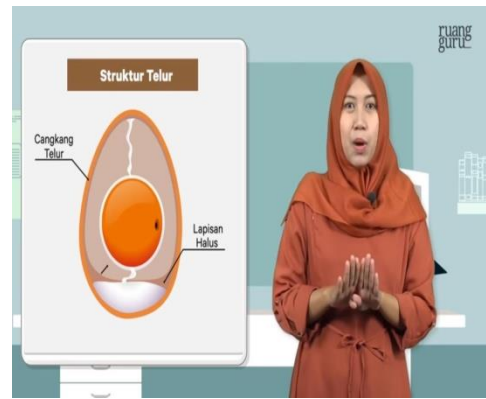 ruang
guru
Struktur Telur
Cangkang
Telur
Lapisan
Halus